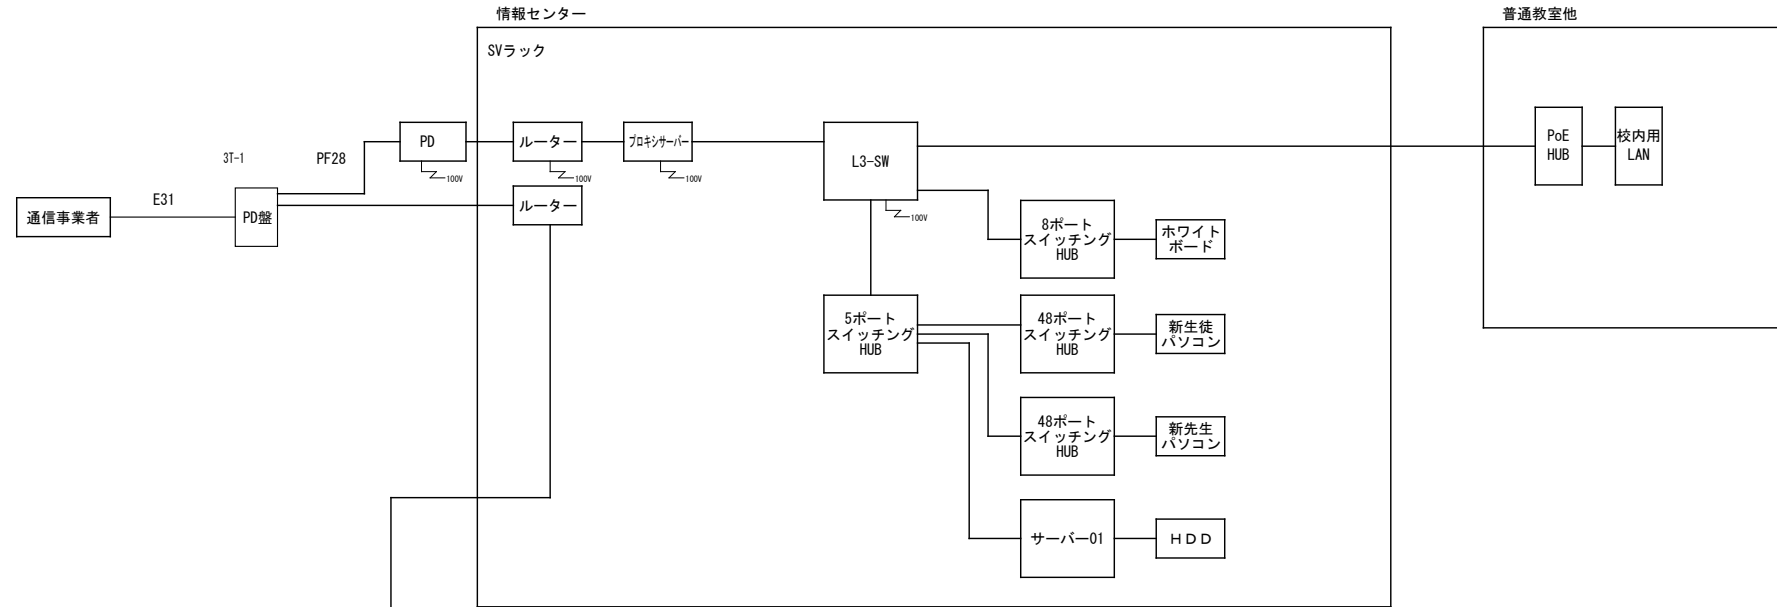 情報センター
普通教室他
SVラック
PD
100V
ルーター
100V
プロキシサーバー
100V
L3-SW
100V
PoE
HUB
校内用
LAN
3T-1
PF28
E31
通信事業者
PD盤
ルーター
8ポート
スイッチング
HUB
ホワイト
ボード
5ポート
スイッチング
HUB
48ポート
スイッチング
HUB
新生徒
パソコン
48ポート
スイッチング
HUB
新先生
パソコン
サーバー01
ＨＤＤ